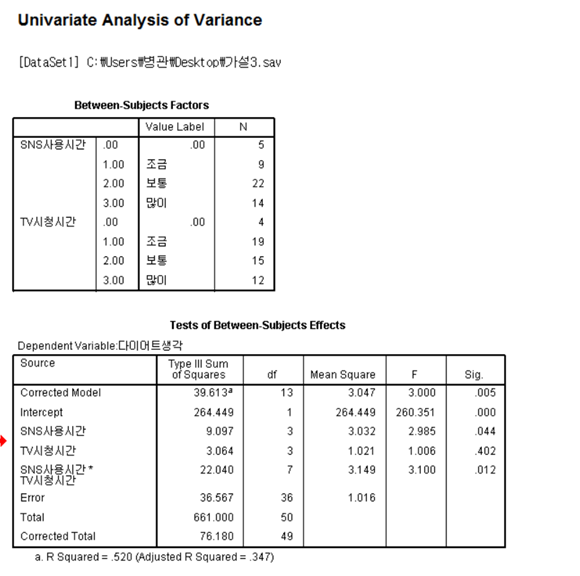 Univariate Analysis of Variance
[DataSet1] C:₩Users₩병관₩Desktop₩가설3.sav
Between-Subjects Factors
Value Label N
SNS사용시간 .00 .00 5
1.00 조금 9
2.00 보통 22
3.00 많이 14
TV시청시간 .00 .00 4
1.00 조금 19
2.00 보통 15
3.00 많이 12
Tests of Between-Subjects Effects
Dependent Variable:다이어트생각
Source Type III Sum of Squares df Mean Square F Sig.
Corrected Model 39.613a 13 3.047 3.000 .005
Intercept 264.449 1 264.449 260.351 .000
SNS사용시간 9.097 3 3.032 2.985 .044
TV시청시간 3.064 3 1.021 1.006 .402
SNS사용시간 * TV시청시간 22.040 7 3.149 3.100 .012
Error 36.567 36 1.016
Total 661.000 50
Corrected Total 76.180 49
a. R Squared = .520 (Adjusted R Squared = .347)